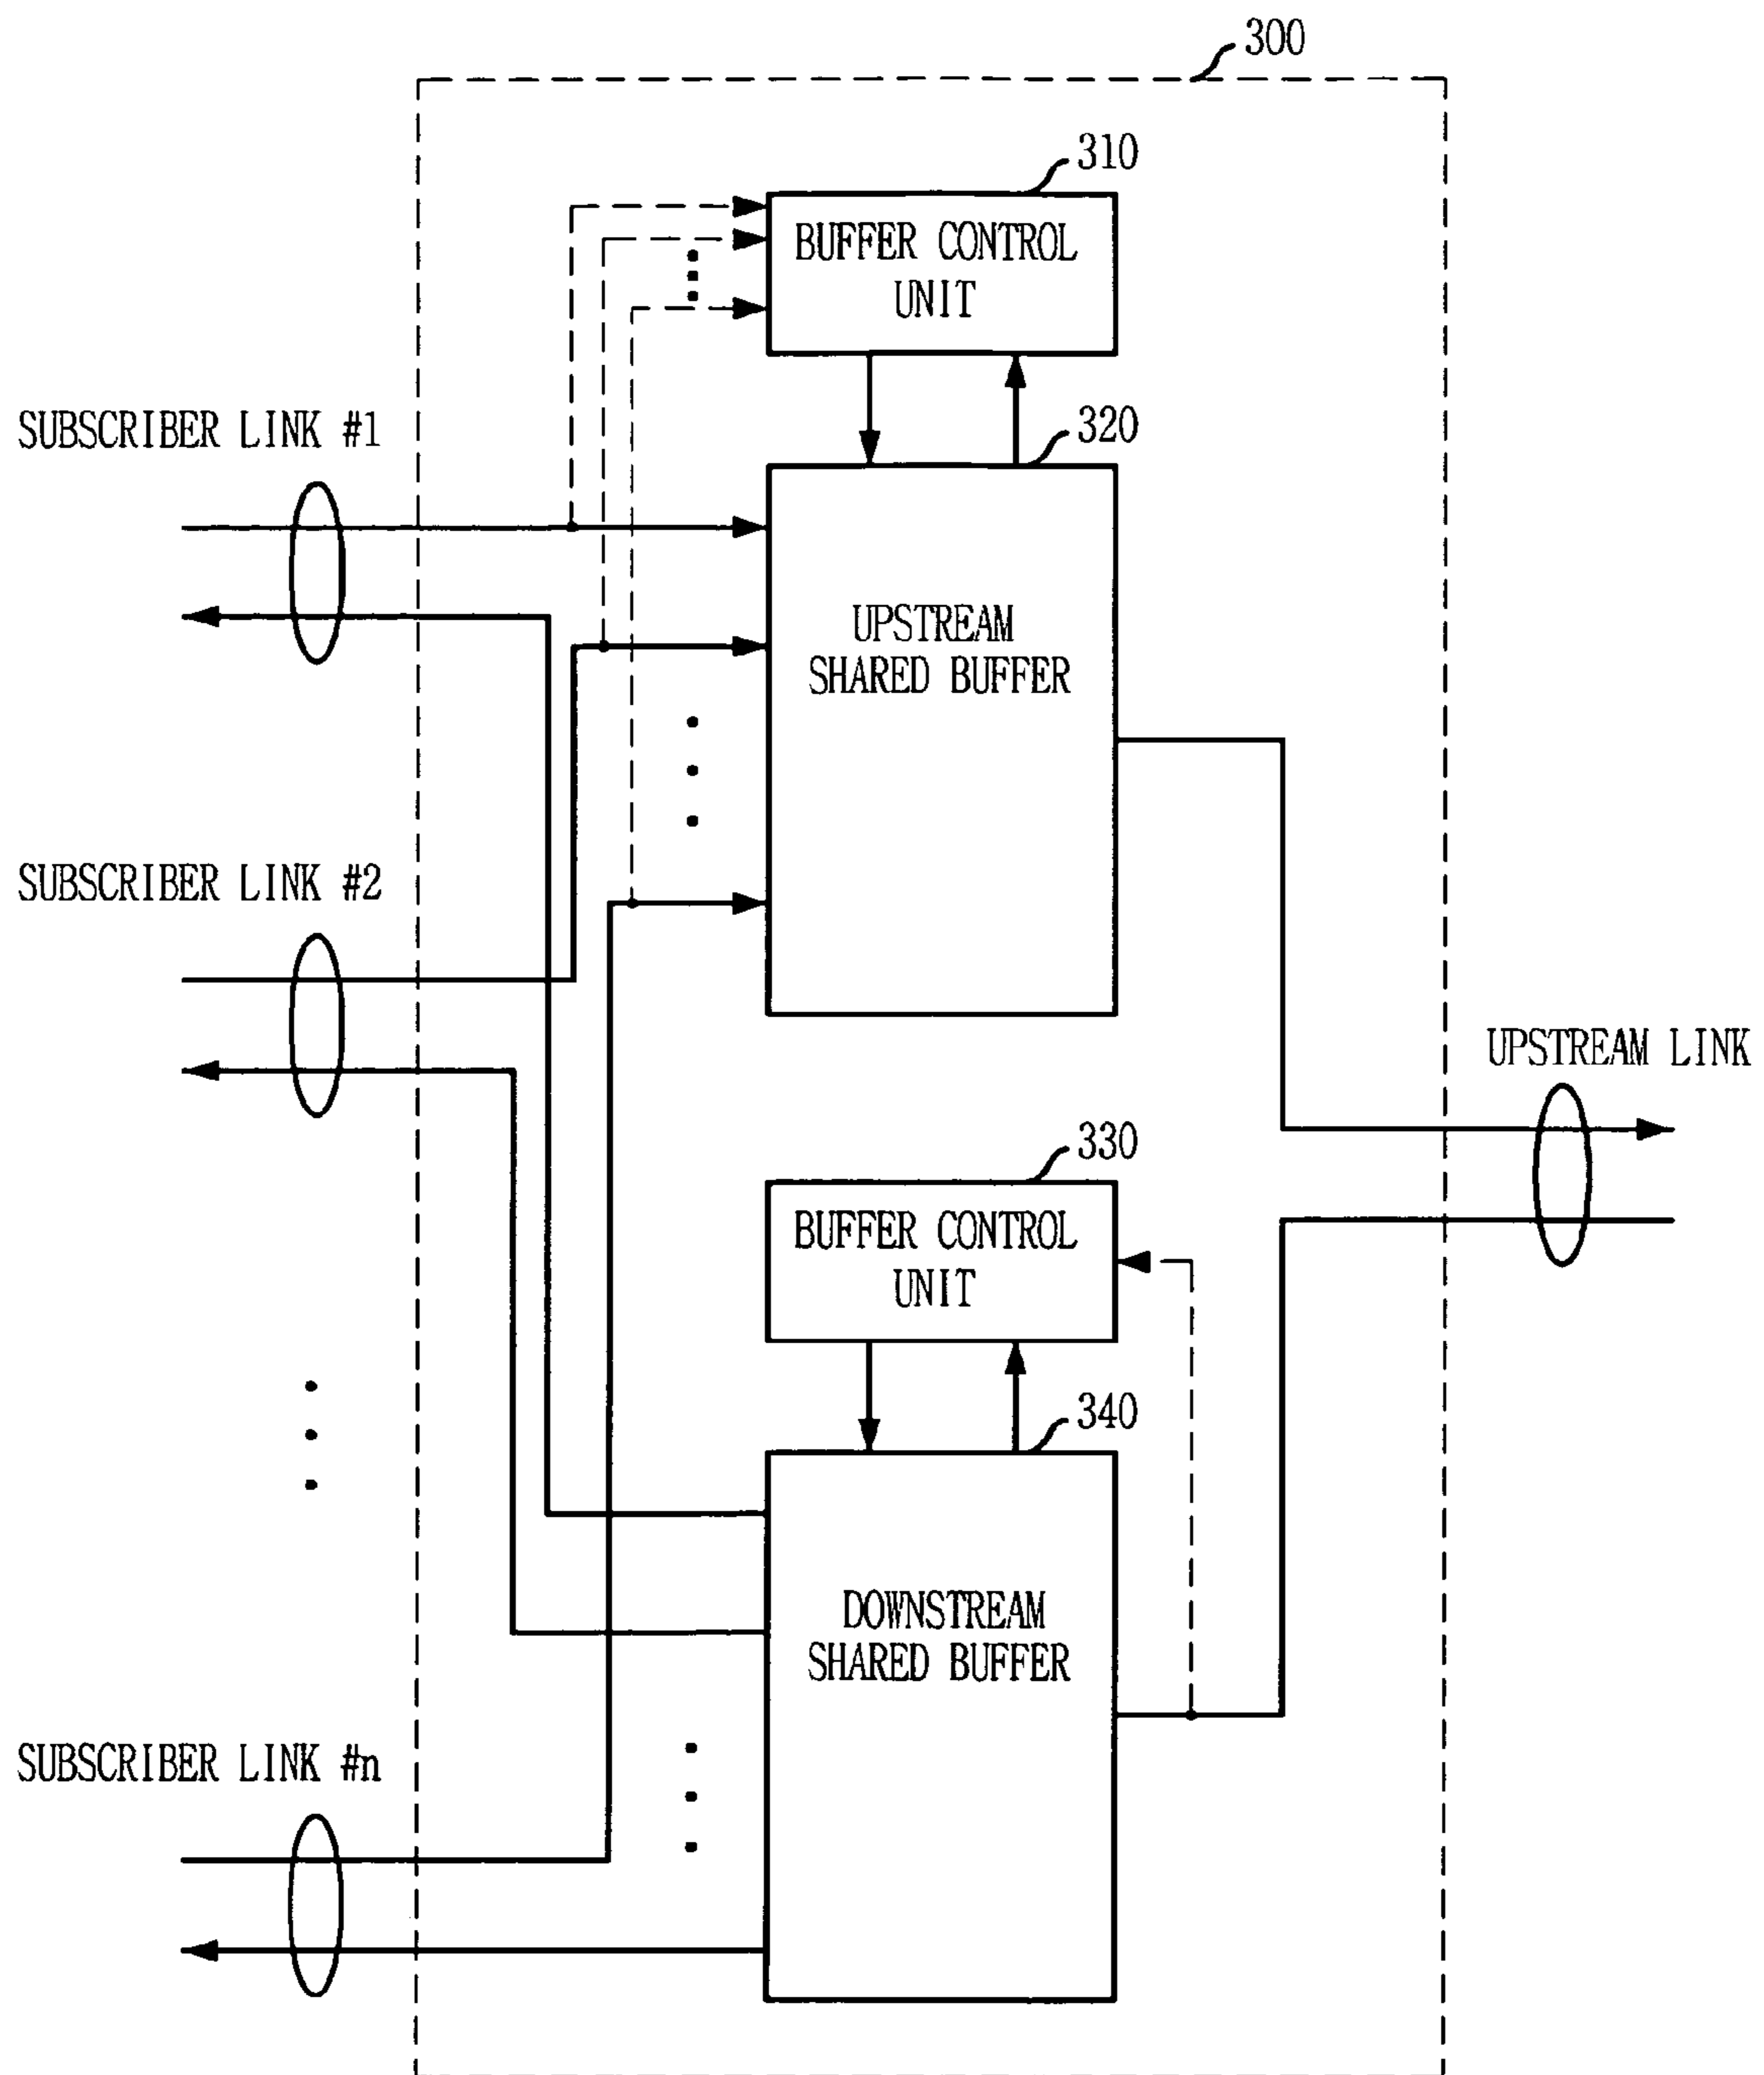 300
310
BUFFER CONTROL
UNIT
SUBSCRIBER LINK #1
320
UPSTREAM
SHARED BUFFER
SUBSCRIBER LINK #2
UPSTREAM LINK
330
BUFFER CONTROL
UNIT
340
DOWNSTREAM
SHARED BUFFER
SUBSCRIBER LINK #n